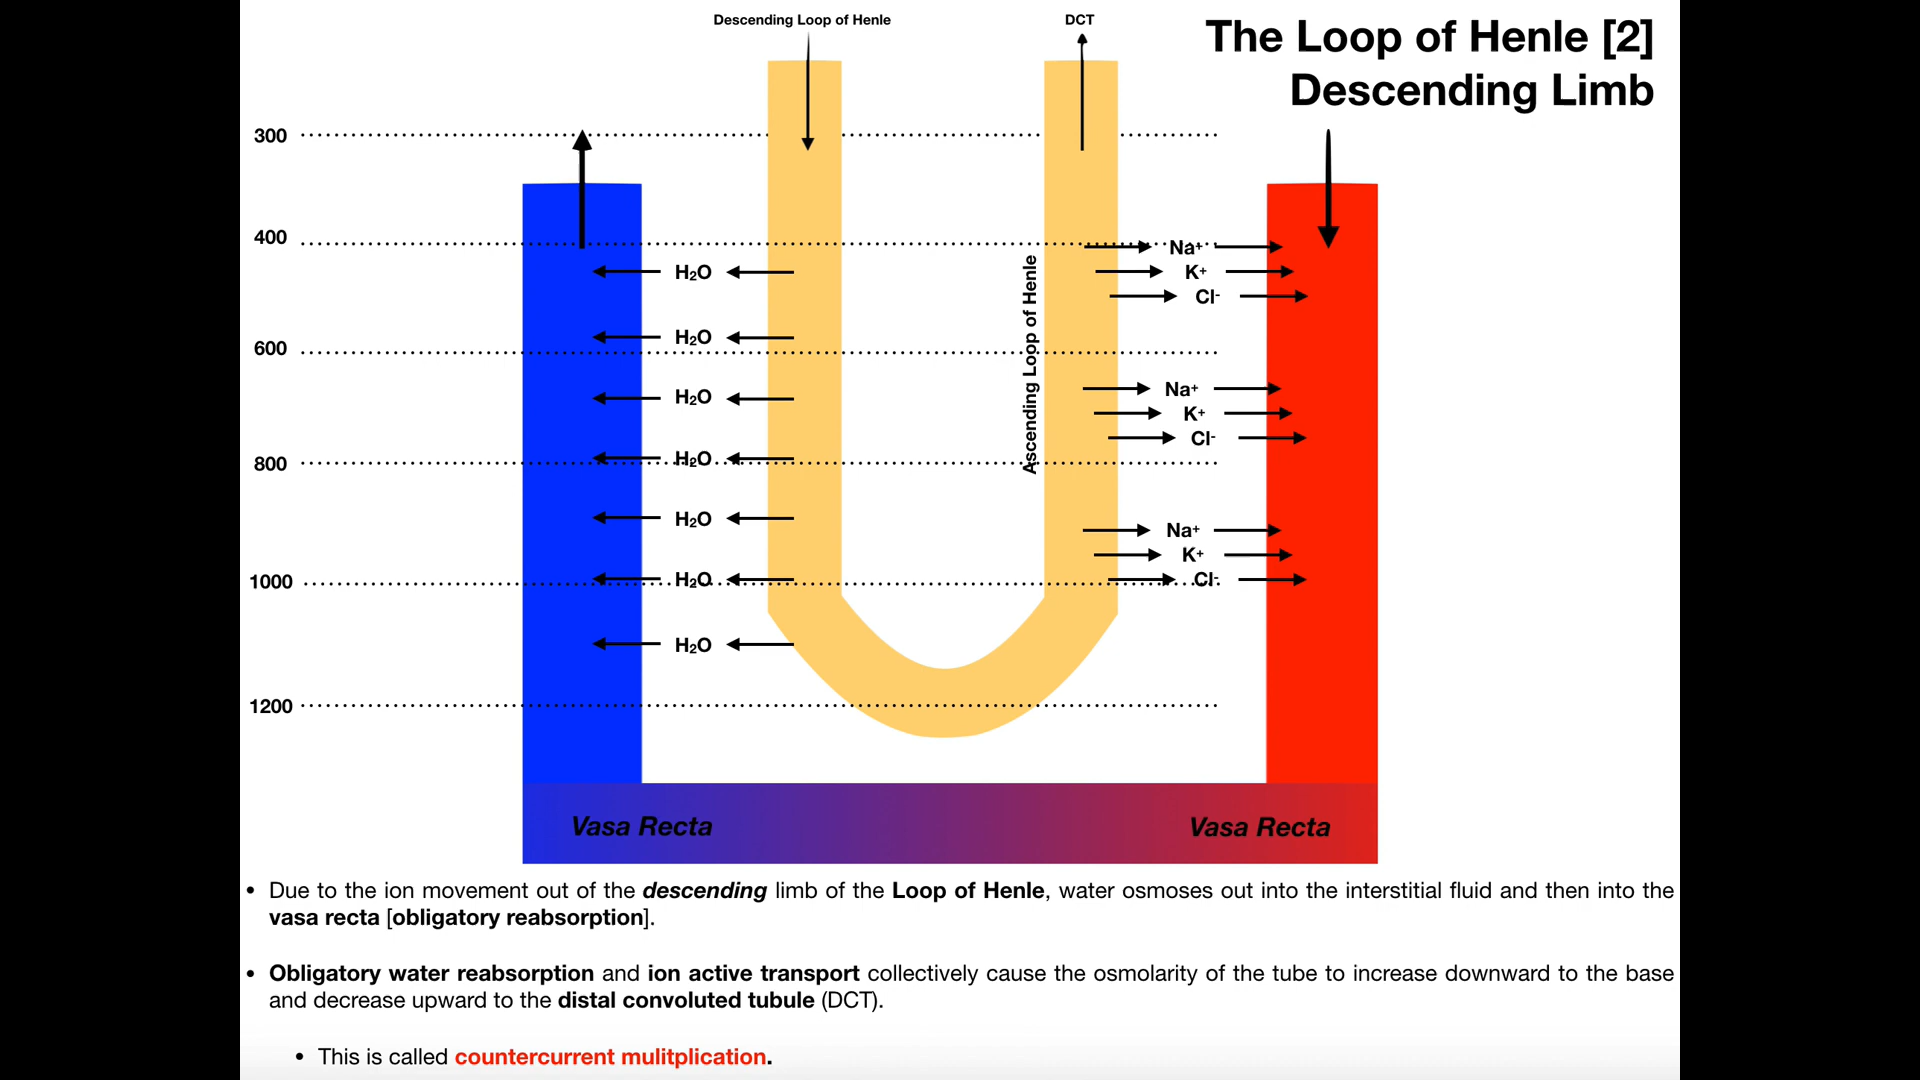 Descending Loop of Henle
DCT
The Loop of Henle [2]
Descending Limb
300
400
600
800
1000
1200
H₂O
H₂O
H₂O
H₂O
H₂O
H₂O
H₂O
Ascending Loop of Henle
Na⁺
K⁺
Cl⁻
Na⁺
K⁺
Cl⁻
Na⁺
K⁺
Cl⁻
Vasa Recta
Vasa Recta
• Due to the ion movement out of the descending limb of the Loop of Henle, water osmoses out into the interstitial fluid and then into the
vasa recta [obligatory reabsorption].
• Obligatory water reabsorption and ion active transport collectively cause the osmolarity of the tube to increase downward to the base
and decrease upward to the distal convoluted tubule (DCT).
• This is called countercurrent mulitplication.